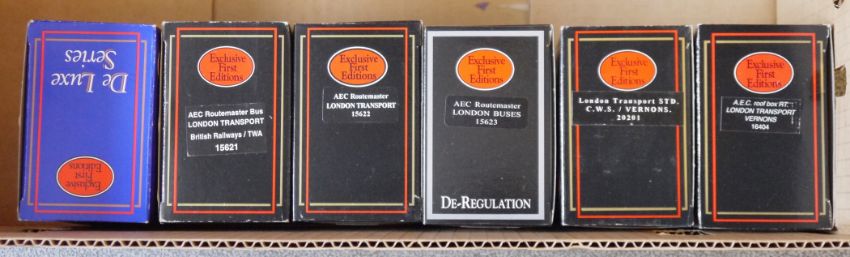 De Luxe
Series
Exclusive
First
Editions
Exclusive
First
Editions
AEC Routemaster Bus
LONDON TRANSPORT
British Railways / TWA
15621
Exclusive
First
Editions
AEC Routemaster
LONDON TRANSPORT
15622
Exclusive
First
Editions
AEC Routemaster
LONDON BUSES
15623
DE-REGULATION
Exclusive
First
Editions
London Transport STD.
C.W.S. / VERNONS.
20201
Exclusive
First
Editions
A.E.C. roof box RT.
LONDON TRANSPORT
VERNONS
16404